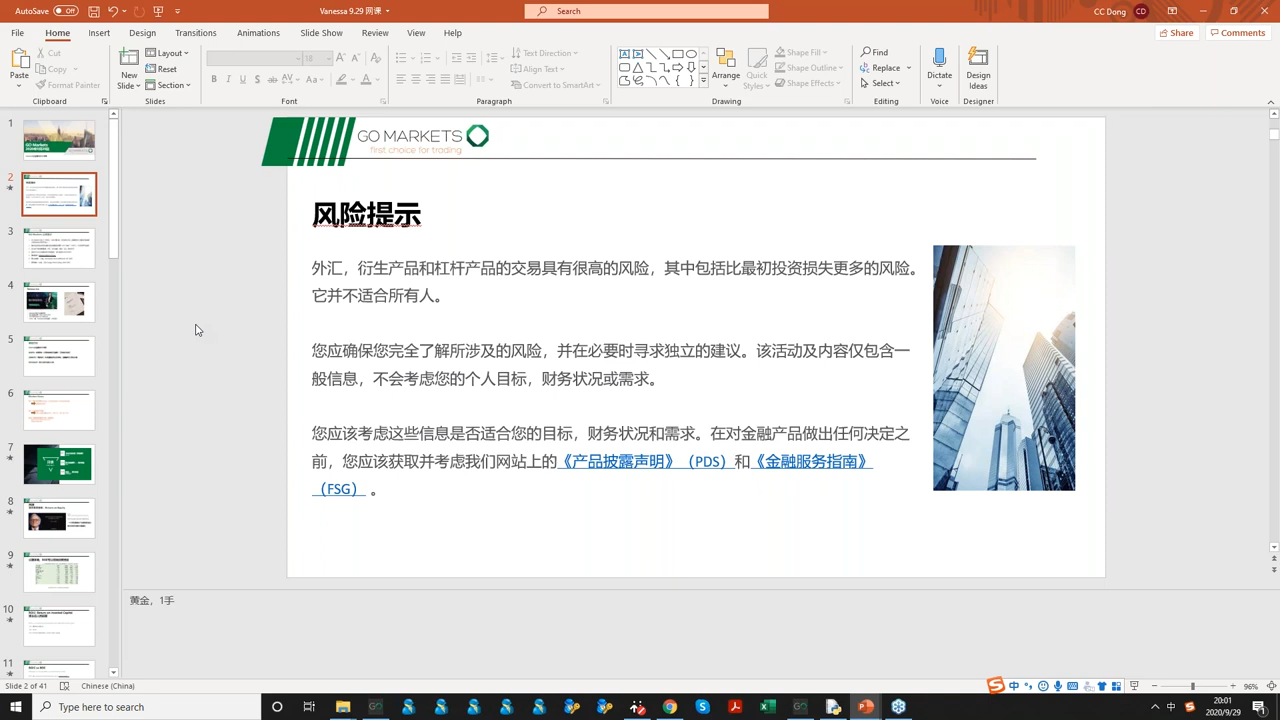 AutoSave Off
Vanessa 9.29 网课
Search
File Home Insert Design Transitions Animations Slide Show Review View Help
Share Comments
Paste
Cut
Copy
Format Painter
Clipboard
New Slide
Layout
Reset
Section
Slides
18
Font
Paragraph
Text Direction
Align Text
Convert to SmartArt
Arrange
Quick Styles
Shape Fill
Shape Outline
Shape Effects
Drawing
Find
Replace
Select
Editing
Dictate
Voice
Design Ideas
Designer
1
2
3
6
7
8
9
10
11
GO MARKETS
first choice for trading
风险提示
外汇，衍生产品和杠杆产品的交易具有很高的风险，其中包括比最初投资损失更多的风险。
它并不适合所有人。
您应确保您完全了解所涉及的风险，并在必要时寻求独立的建议。该活动及内容仅包含一
般信息，不会考虑您的个人目标，财务状况或需求。
您应该考虑这些信息是否适合您的目标，财务状况和需求。在对金融产品做出任何决定之
前，您应该获取并考虑我们网站上的《产品披露声明》（PDS）和《金融服务指南》
（FSG） 。
黄金，1手
Slide 2 of 41
Chinese (China)
中
96%
Type here to search
20:01
2020/9/29